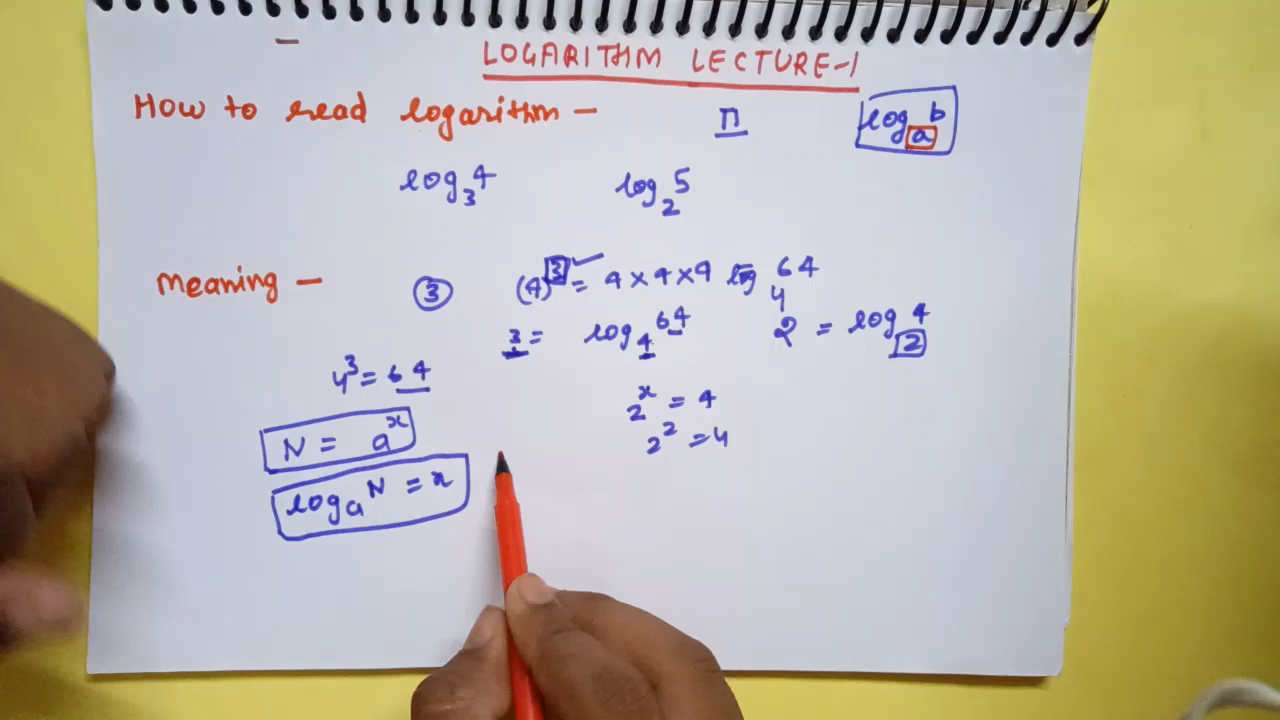 LOGARITHM LECTURE-1
How to read logarithm - n log_a b
log_3 4 log_2 5
Meaning - ③ (4)^3 = 4×4×4 64
4
3 = log_4 64 2 = log_2 4
4^3 = 64
2^x = 4
N = a^x
2^2 = 4
log_a N = x